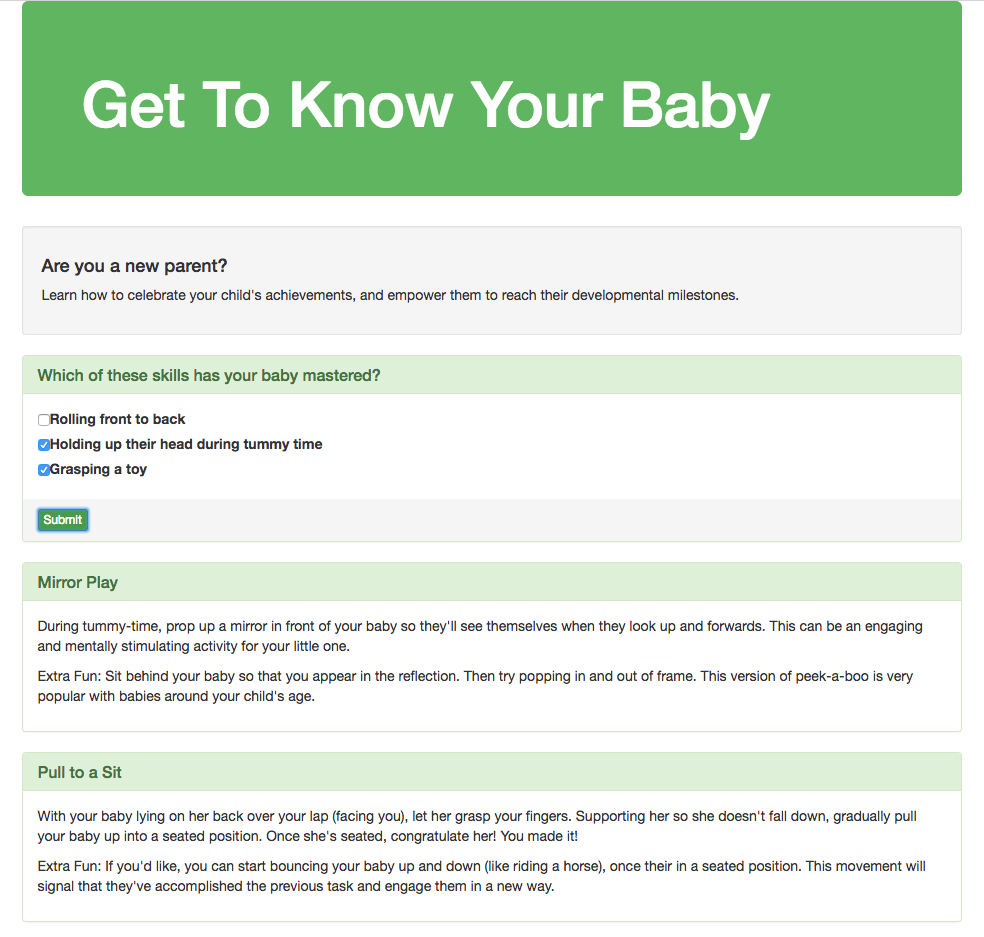 Get To Know Your Baby
Are you a new parent?
Learn how to celebrate your child's achievements, and empower them to reach their developmental milestones.
Which of these skills has your baby mastered?
Rolling front to back
Holding up their head during tummy time
Grasping a toy
Submit
Mirror Play
During tummy-time, prop up a mirror in front of your baby so they'll see themselves when they look up and forwards. This can be an engaging
and mentally stimulating activity for your little one.
Extra Fun: Sit behind your baby so that you appear in the reflection. Then try popping in and out of frame. This version of peek-a-boo is very
popular with babies around your child's age.
Pull to a Sit
With your baby lying on her back over your lap (facing you), let her grasp your fingers. Supporting her so she doesn't fall down, gradually pull
your baby up into a seated position. Once she's seated, congratulate her! You made it!
Extra Fun: If you'd like, you can start bouncing your baby up and down (like riding a horse), once their in a seated position. This movement will
signal that they've accomplished the previous task and engage them in a new way.